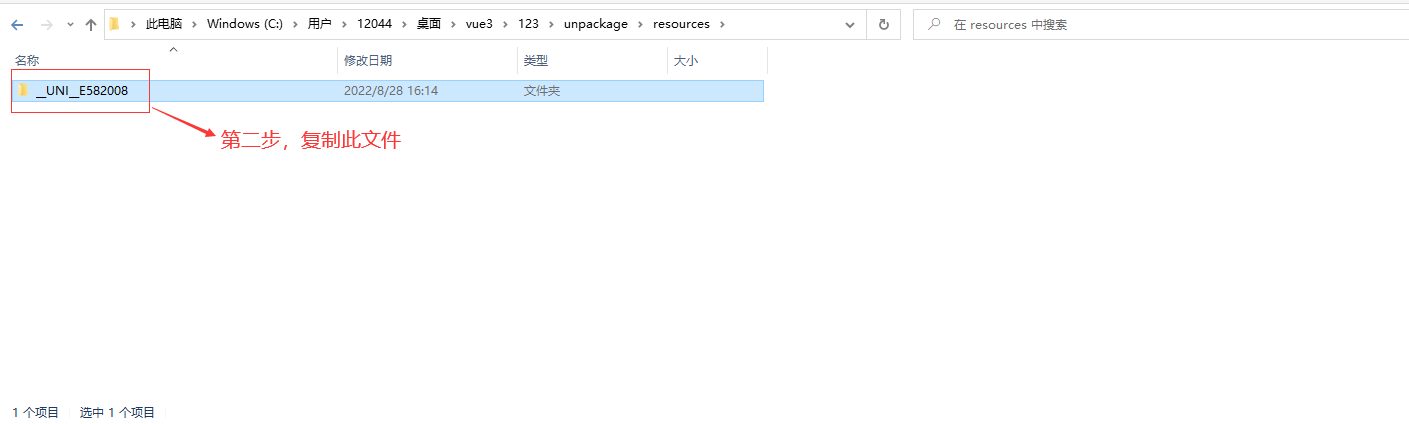 此电脑 › Windows (C:) › 用户 › 12044 › 桌面 › vue3 › 123 › unpackage › resources ›
在 resources 中搜索
名称 修改日期 类型 大小
__UNI__E582008 2022/8/28 16:14 文件夹
第二步，复制此文件
1 个项目 选中 1 个项目